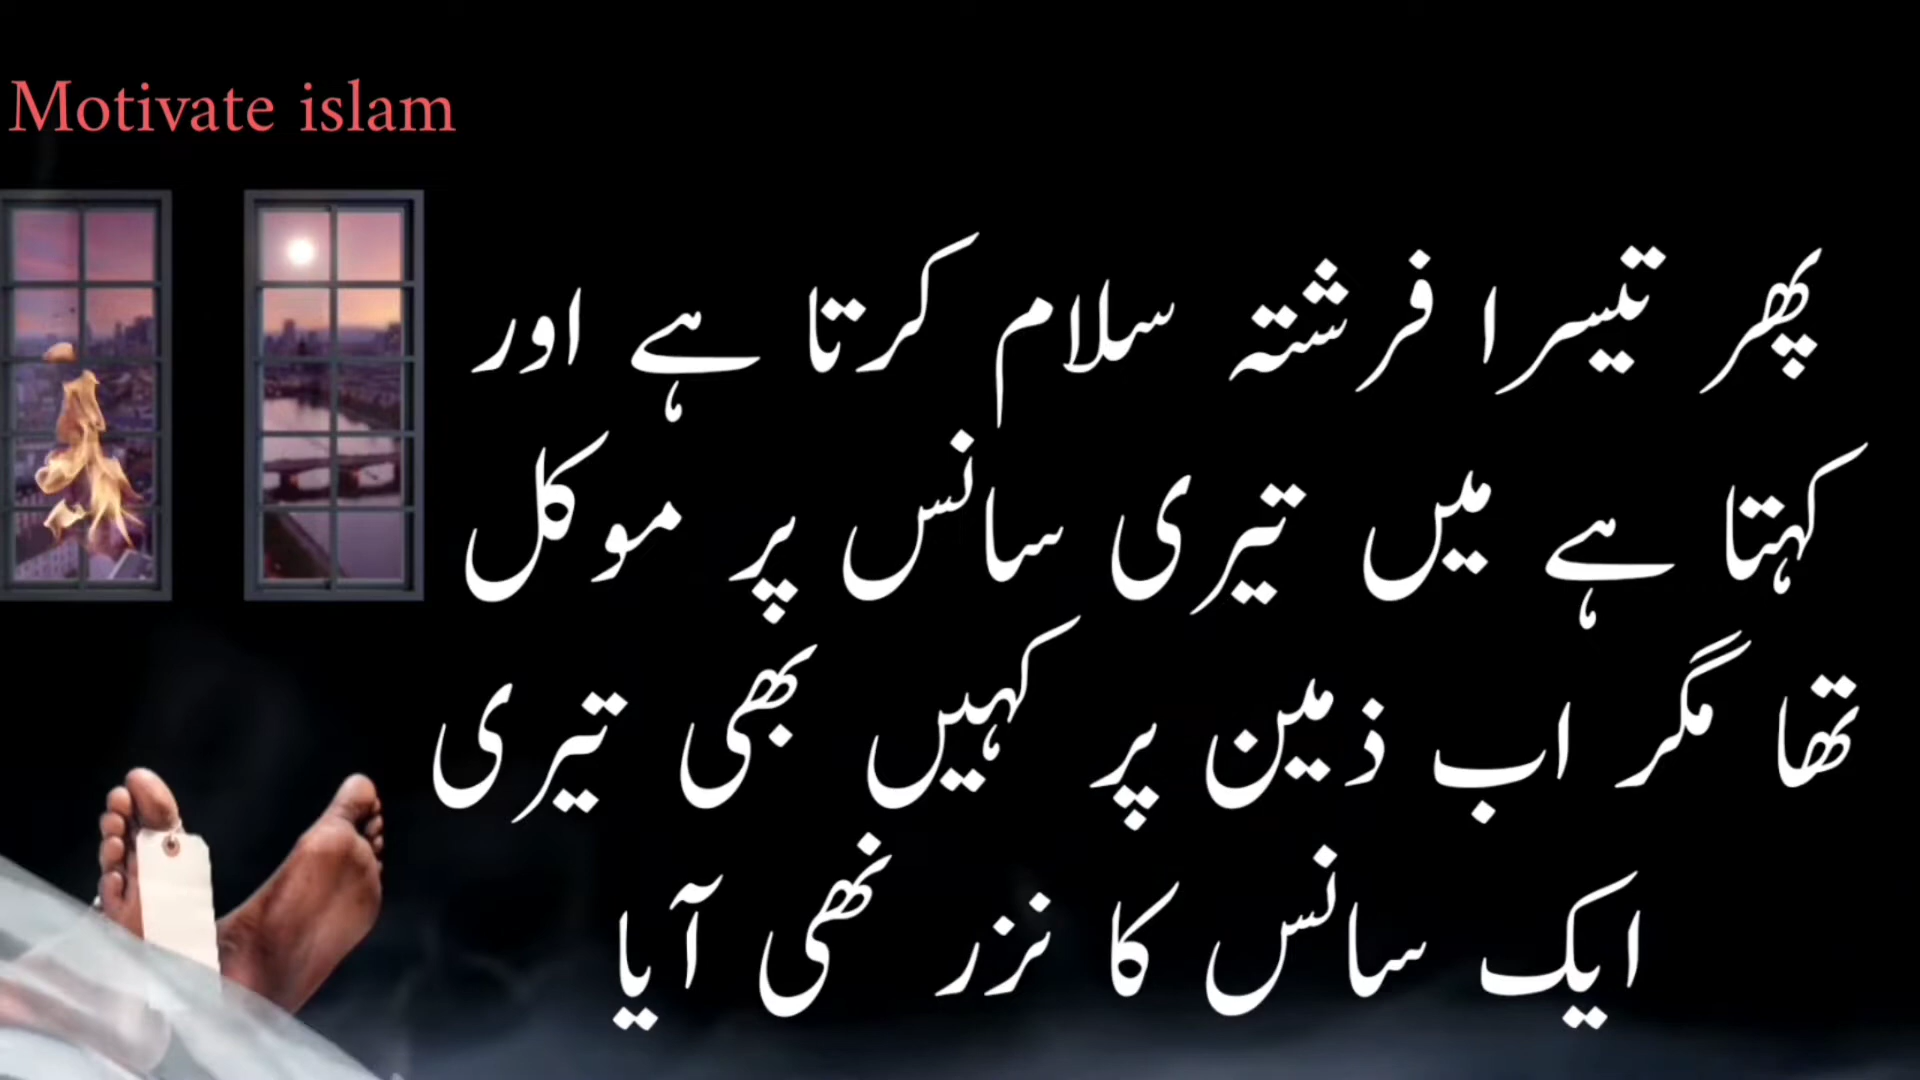 Motivate islam
پھر تیسرا فرشتہ سلام کرتا ہے اور
کہتا ہے میں تیری سانس پر موکل
تھا مگر اب ذمین پر کہیں بھی تیری
ایک سانس کا نزر نھی آیا